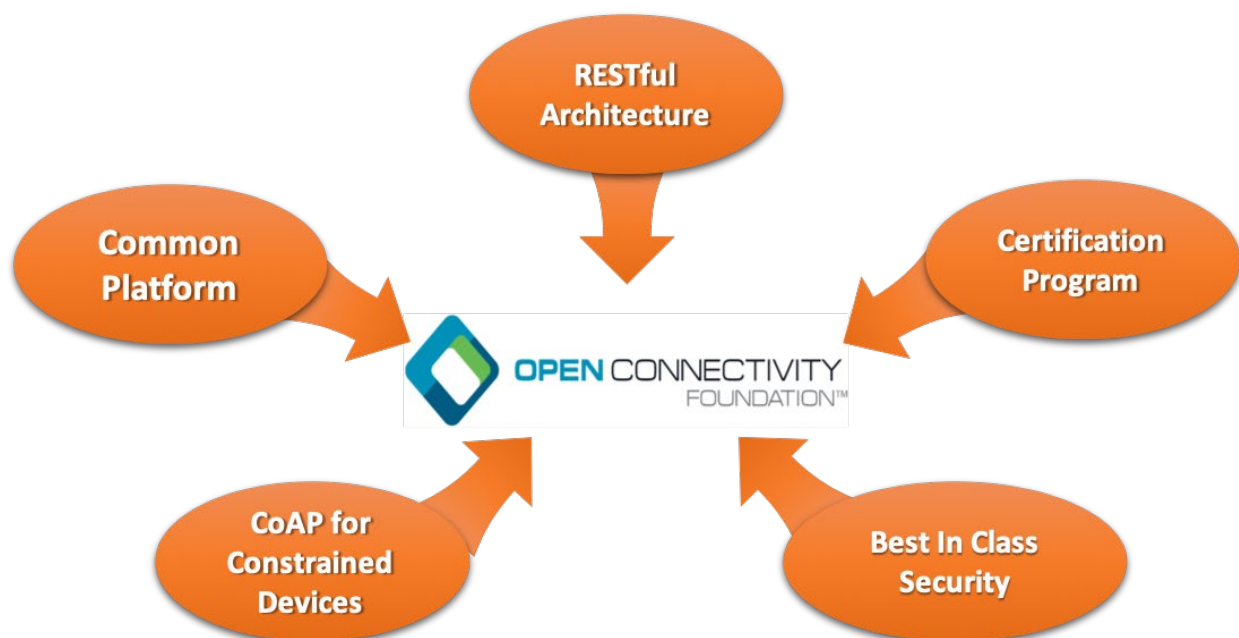 RESTful
Architecture
Common
Platform
Certification
Program
OPEN CONNECTIVITY
FOUNDATION™
CoAP for
Constrained
Devices
Best In Class
Security